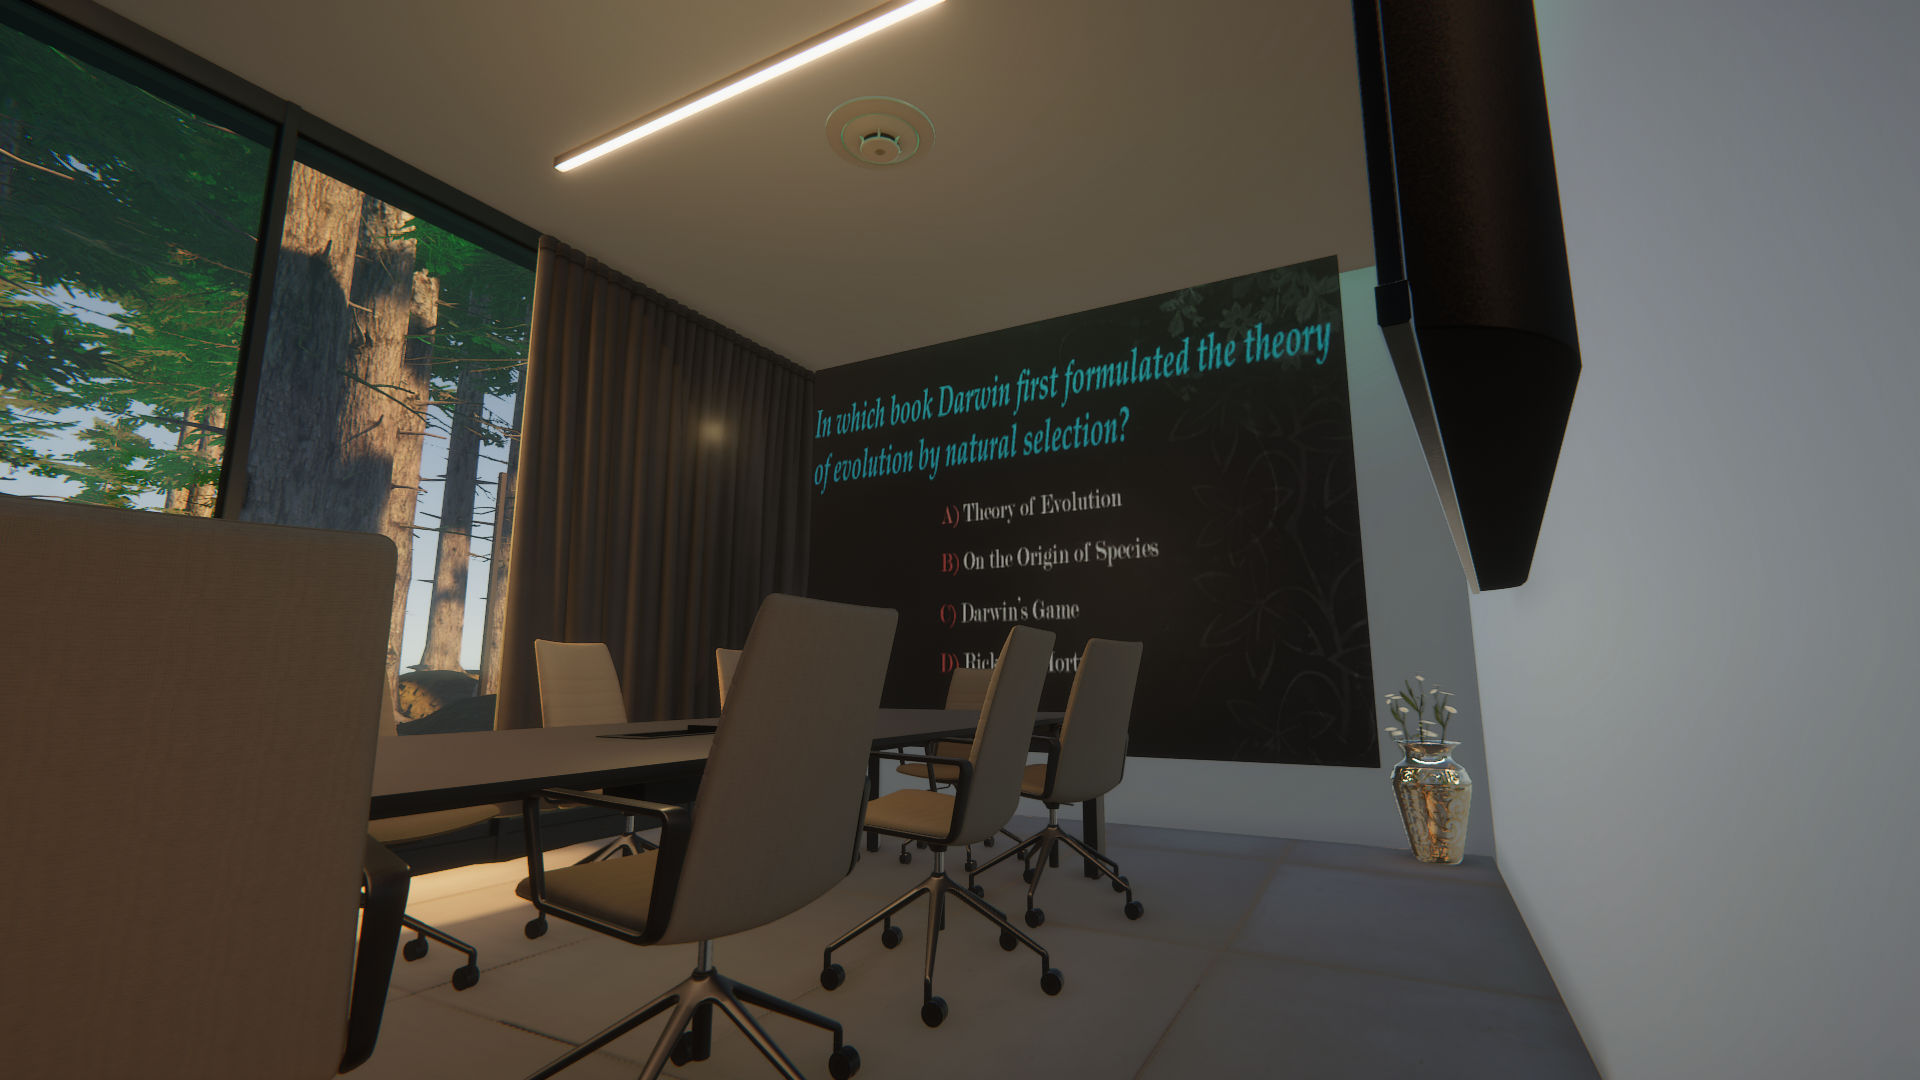 In which book Darwin first formulated the theory
of evolution by natural selection?
A) Theory of Evolution
B) On the Origin of Species
C) Darwin's Game
D)